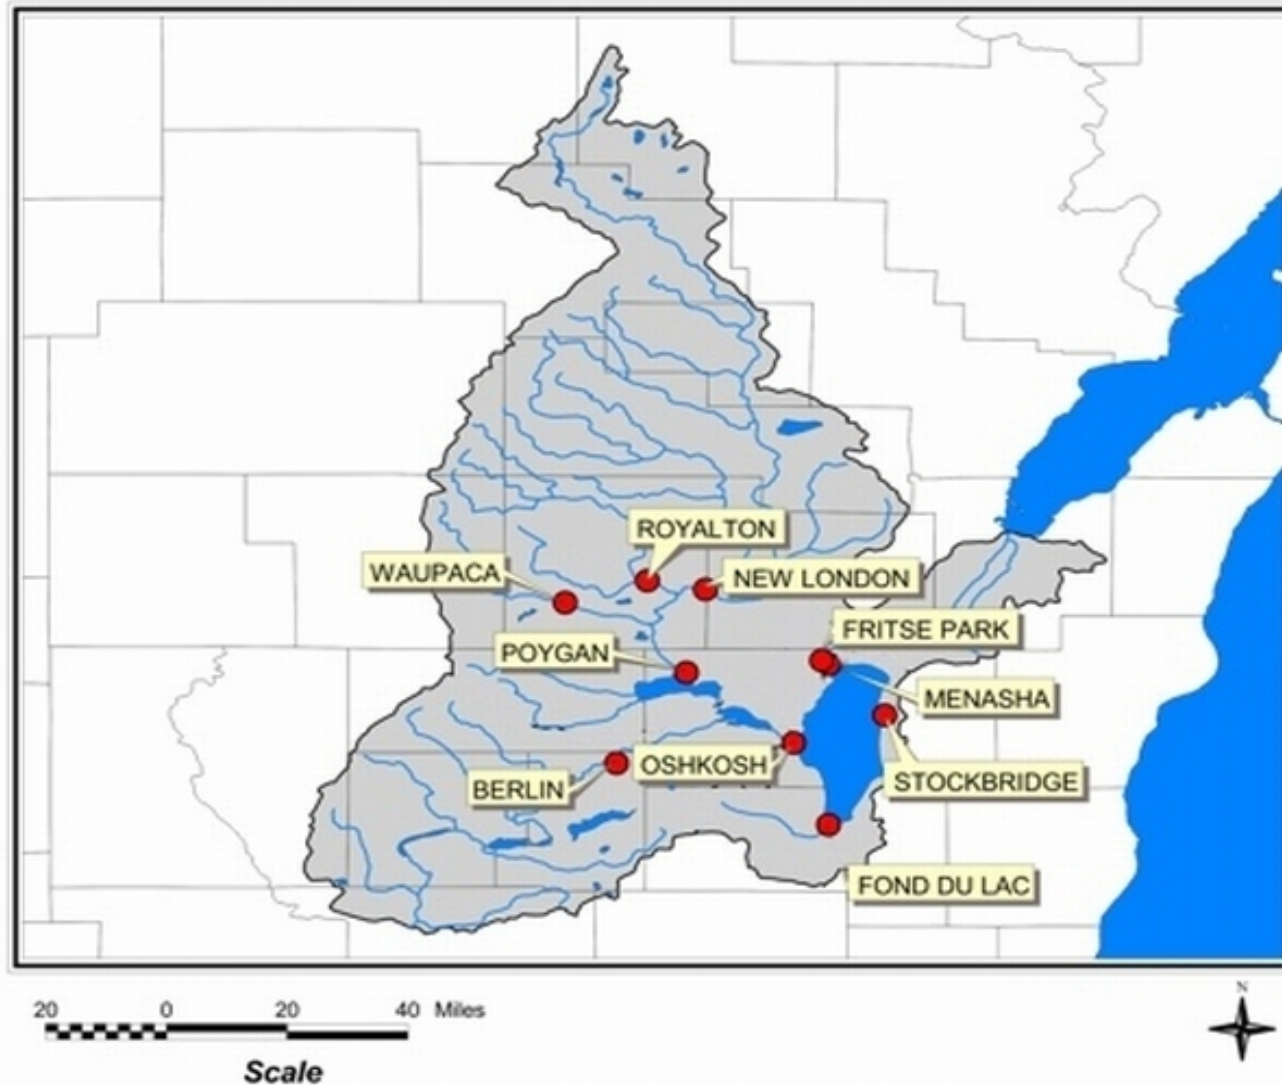 ROYALTON
WAUPACA
NEW LONDON
FRITSE PARK
POYGAN
MENASHA
OSHKOSH
STOCKBRIDGE
BERLIN
FOND DU LAC
20 0 20 40 Miles
Scale
N